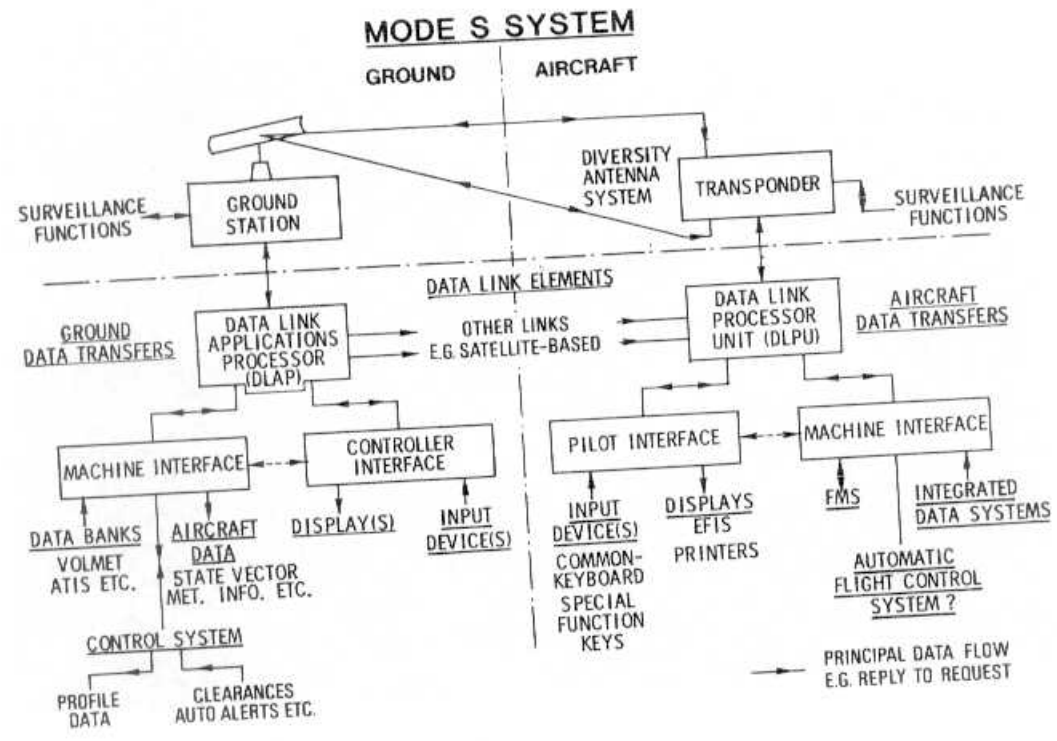 MODE S SYSTEM
GROUND
AIRCRAFT
DIVERSITY
ANTENNA
SYSTEM
TRANSPONDER
SURVEILLANCE
FUNCTIONS
GROUND
STATION
SURVEILLANCE
FUNCTIONS
DATA LINK ELEMENTS
GROUND
DATA TRANSFERS
DATA LINK
APPLICATIONS
PROCESSOR
(DLAP)
OTHER LINKS
E.G. SATELLITE-BASED
DATA LINK
PROCESSOR
UNIT (DLPU)
AIRCRAFT
DATA TRANSFERS
MACHINE INTERFACE
CONTROLLER
INTERFACE
PILOT INTERFACE
MACHINE INTERFACE
DATA BANKS
VOLMET
ATIS ETC.
AIRCRAFT
DATA
STATE VECTOR
MET. INFO. ETC.
DISPLAY(S)
INPUT
DEVICE(S)
INPUT
DEVICE(S)
COMMON-
KEYBOARD
SPECIAL
FUNCTION
KEYS
DISPLAYS
EFIS
PRINTERS
FMS
INTEGRATED
DATA SYSTEMS
AUTOMATIC
FLIGHT CONTROL
SYSTEM ?
CONTROL SYSTEM
PROFILE
DATA
CLEARANCES
AUTO ALERTS ETC.
PRINCIPAL DATA FLOW
E.G. REPLY TO REQUEST